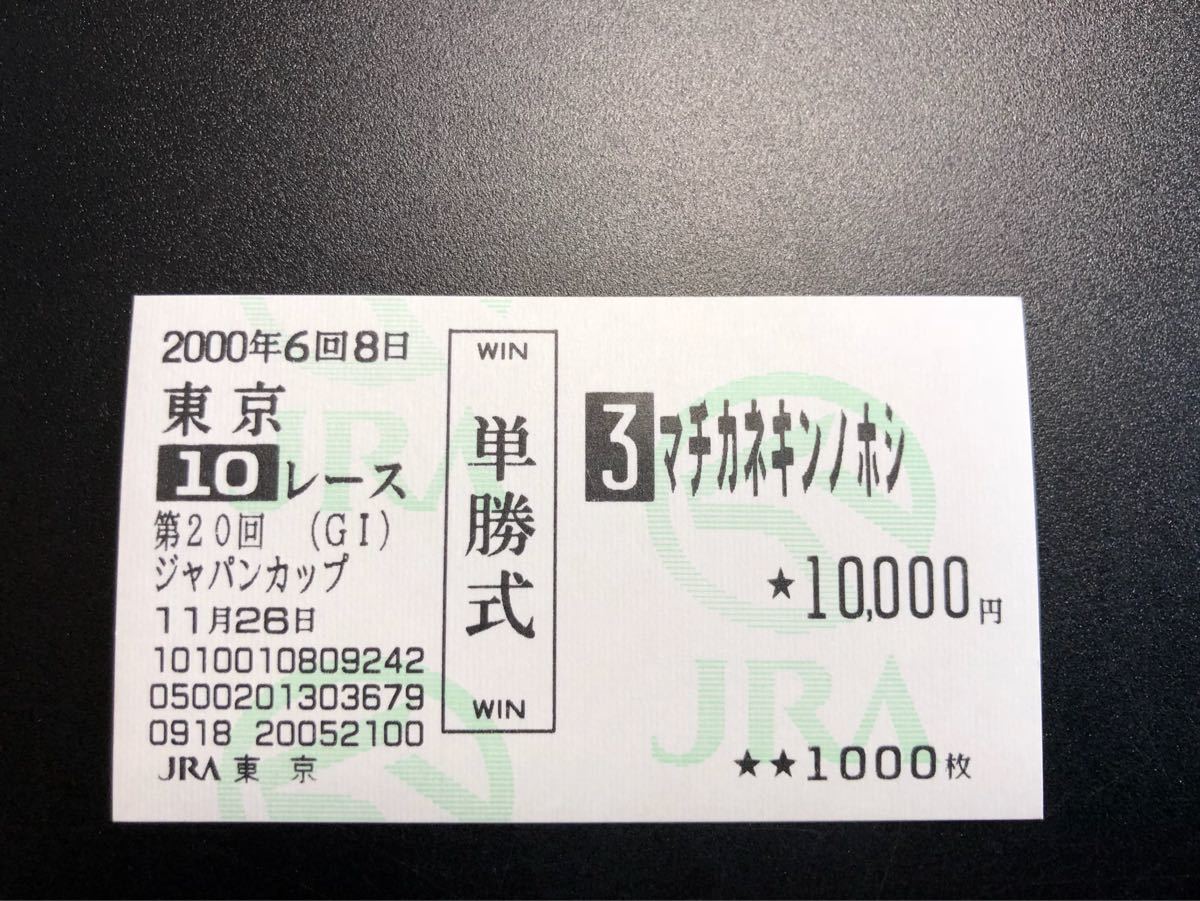 2000年6回8日
東京
10レース
第20回 (GI)
ジャパンカップ
11月26日
1010010809242
0500201303679
0918 20052100
JRA 東京
WIN
単勝式
WIN
3 マチカネキンノホシ
★10,000円
JRA
★★1000枚
JRA